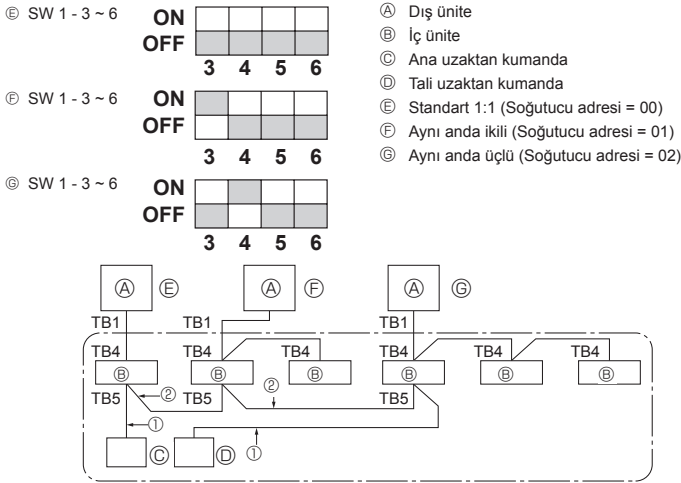 Ⓔ SW 1 - 3 ~ 6
ON
OFF
3 4 5 6
Ⓕ SW 1 - 3 ~ 6
ON
OFF
3 4 5 6
Ⓖ SW 1 - 3 ~ 6
ON
OFF
3 4 5 6
Ⓐ Dış ünite
Ⓑ İç ünite
Ⓒ Ana uzaktan kumanda
Ⓓ Tali uzaktan kumanda
Ⓔ Standart 1:1 (Soğutucu adresi = 00)
Ⓕ Aynı anda ikili (Soğutucu adresi = 01)
Ⓖ Aynı anda üçlü (Soğutucu adresi = 02)
Ⓐ Ⓔ Ⓐ Ⓕ Ⓐ Ⓖ
TB1 TB1 TB1
TB4 TB4 TB4 TB4 TB4 TB4
Ⓑ Ⓑ Ⓑ Ⓑ Ⓑ Ⓑ
② ②
TB5 TB5 TB5
① ①
Ⓒ Ⓓ